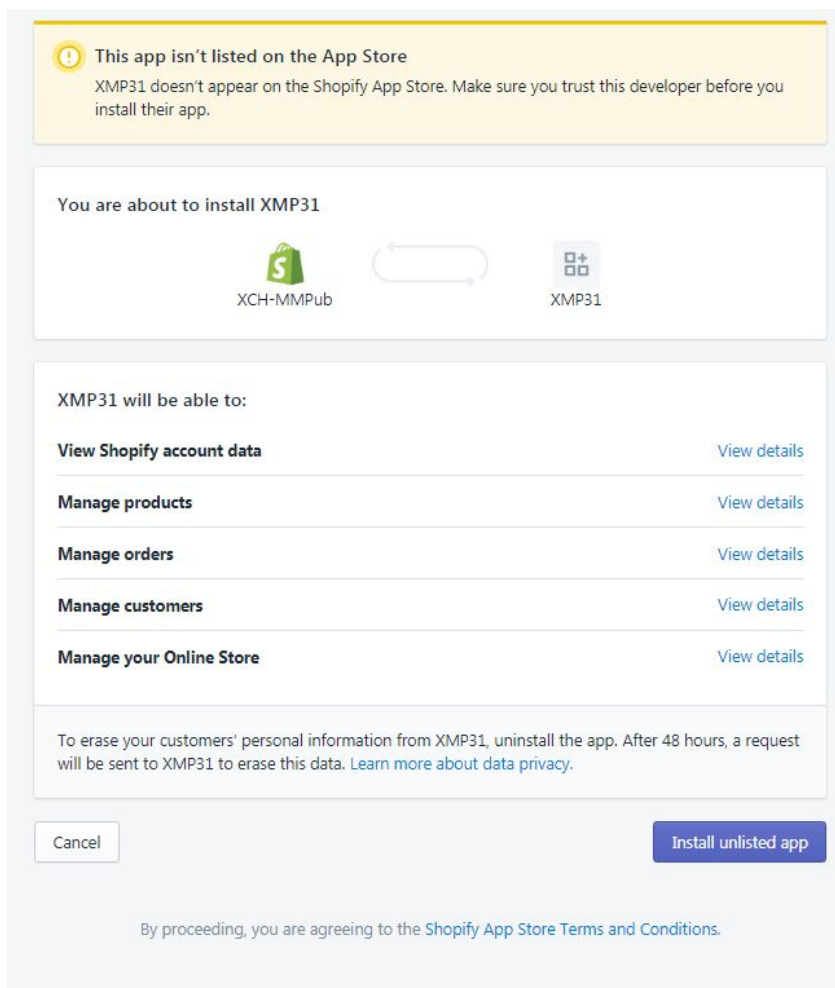 This app isn't listed on the App Store
XMP31 doesn't appear on the Shopify App Store. Make sure you trust this developer before you
install their app.
You are about to install XMP31
XCH-MMPub
XMP31
XMP31 will be able to:
View Shopify account data View details
Manage products View details
Manage orders View details
Manage customers View details
Manage your Online Store View details
To erase your customers' personal information from XMP31, uninstall the app. After 48 hours, a request
will be sent to XMP31 to erase this data. Learn more about data privacy.
Cancel
Install unlisted app
By proceeding, you are agreeing to the Shopify App Store Terms and Conditions.